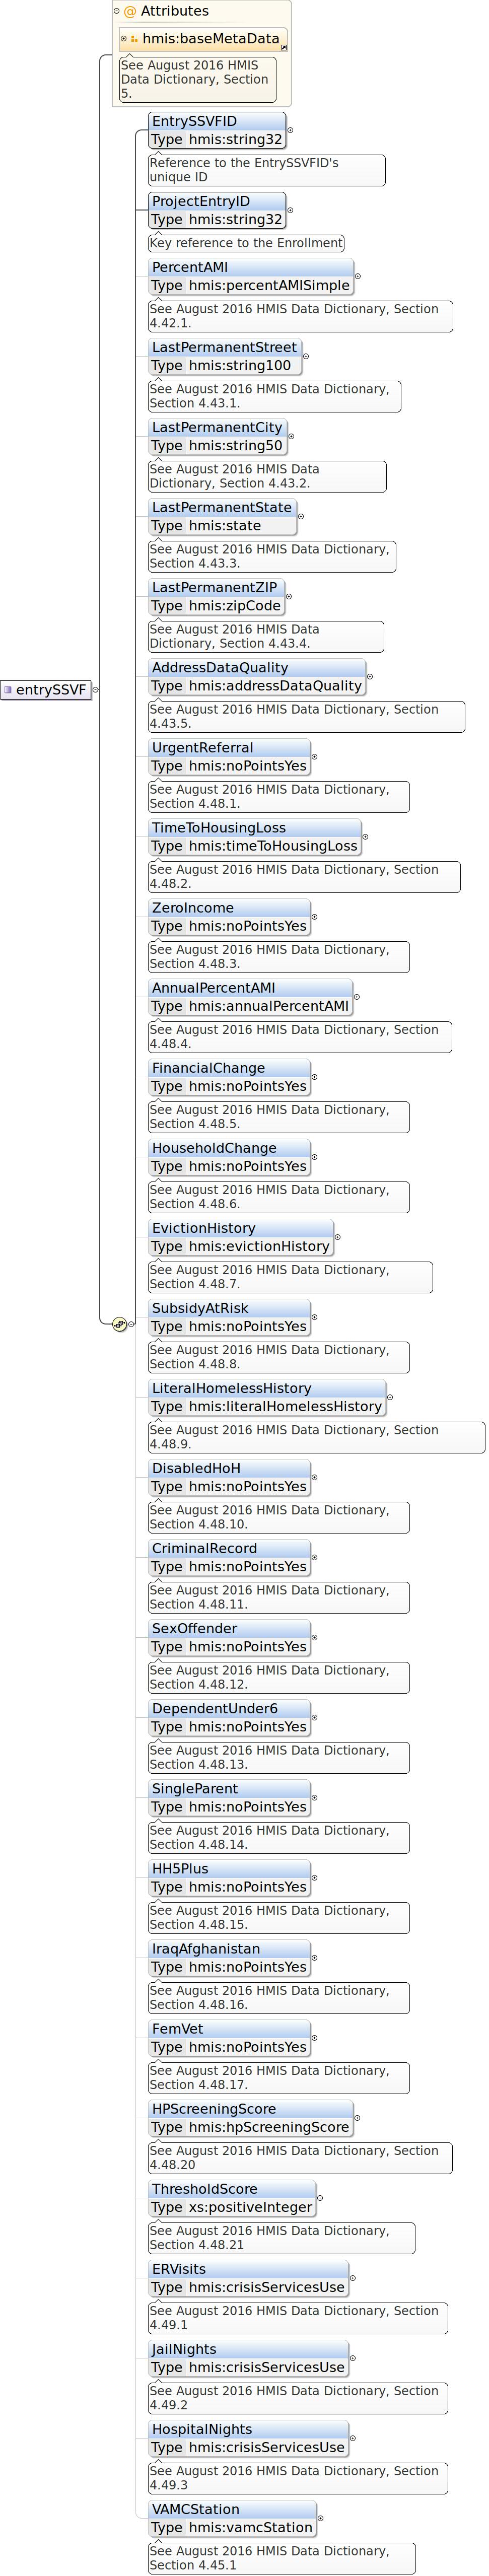 @ Attributes
hmis:baseMetaData
See August 2016 HMIS
Data Dictionary, Section
5.
EntrySSVFID
Type hmis:string32
Reference to the EntrySSVFID's
unique ID
ProjectEntryID
Type hmis:string32
Key reference to the Enrollment
PercentAMI
Type hmis:percentAMISimple
See August 2016 HMIS Data Dictionary, Section
4.42.1.
LastPermanentStreet
Type hmis:string100
See August 2016 HMIS Data Dictionary,
Section 4.43.1.
LastPermanentCity
Type hmis:string50
See August 2016 HMIS Data
Dictionary, Section 4.43.2.
LastPermanentState
Type hmis:state
See August 2016 HMIS Data Dictionary,
Section 4.43.3.
LastPermanentZIP
Type hmis:zipCode
See August 2016 HMIS Data
Dictionary, Section 4.43.4.
AddressDataQuality
Type hmis:addressDataQuality
entrySSVF
See August 2016 HMIS Data Dictionary, Section
4.43.5.
UrgentReferral
Type hmis:noPointsYes
See August 2016 HMIS Data Dictionary,
Section 4.48.1.
TimeToHousingLoss
Type hmis:timeToHousingLoss
See August 2016 HMIS Data Dictionary, Section
4.48.2.
ZeroIncome
Type hmis:noPointsYes
See August 2016 HMIS Data Dictionary,
Section 4.48.3.
AnnualPercentAMI
Type hmis:annualPercentAMI
See August 2016 HMIS Data Dictionary, Section
4.48.4.
FinancialChange
Type hmis:noPointsYes
See August 2016 HMIS Data Dictionary,
Section 4.48.5.
HouseholdChange
Type hmis:noPointsYes
See August 2016 HMIS Data Dictionary,
Section 4.48.6.
EvictionHistory
Type hmis:evictionHistory
See August 2016 HMIS Data Dictionary,
Section 4.48.7.
SubsidyAtRisk
Type hmis:noPointsYes
See August 2016 HMIS Data Dictionary,
Section 4.48.8.
LiteralHomelessHistory
Type hmis:literalHomelessHistory
See August 2016 HMIS Data Dictionary, Section
4.48.9.
DisabledHoH
Type hmis:noPointsYes
See August 2016 HMIS Data Dictionary,
Section 4.48.10.
CriminalRecord
Type hmis:noPointsYes
See August 2016 HMIS Data Dictionary,
Section 4.48.11.
SexOffender
Type hmis:noPointsYes
See August 2016 HMIS Data Dictionary,
Section 4.48.12.
DependentUnder6
Type hmis:noPointsYes
See August 2016 HMIS Data Dictionary,
Section 4.48.13.
SingleParent
Type hmis:noPointsYes
See August 2016 HMIS Data Dictionary,
Section 4.48.14.
HH5Plus
Type hmis:noPointsYes
See August 2016 HMIS Data Dictionary,
Section 4.48.15.
IraqAfghanistan
Type hmis:noPointsYes
See August 2016 HMIS Data Dictionary,
Section 4.48.16.
FemVet
Type hmis:noPointsYes
See August 2016 HMIS Data Dictionary,
Section 4.48.17.
HPScreeningScore
Type hmis:hpScreeningScore
See August 2016 HMIS Data Dictionary, Section
4.48.20
ThresholdScore
Type xs:positiveInteger
See August 2016 HMIS Data Dictionary,
Section 4.48.21
ERVisits
Type hmis:crisisServicesUse
See August 2016 HMIS Data Dictionary, Section
4.49.1
JailNights
Type hmis:crisisServicesUse
See August 2016 HMIS Data Dictionary, Section
4.49.2
HospitalNights
Type hmis:crisisServicesUse
See August 2016 HMIS Data Dictionary, Section
4.49.3
VAMCStation
Type hmis:vamcStation
See August 2016 HMIS Data Dictionary,
Section 4.45.1